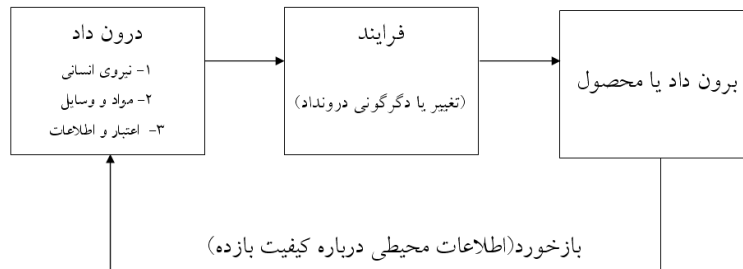 درون داد
۱- نیروی انسانی
۲- مواد و وسایل
۳- اعتبار و اطلاعات
فرایند
(تغییر یا دگرگونی درونداد)
برون داد یا محصول
بازخورد(اطلاعات محیطی درباره کیفیت بازده)